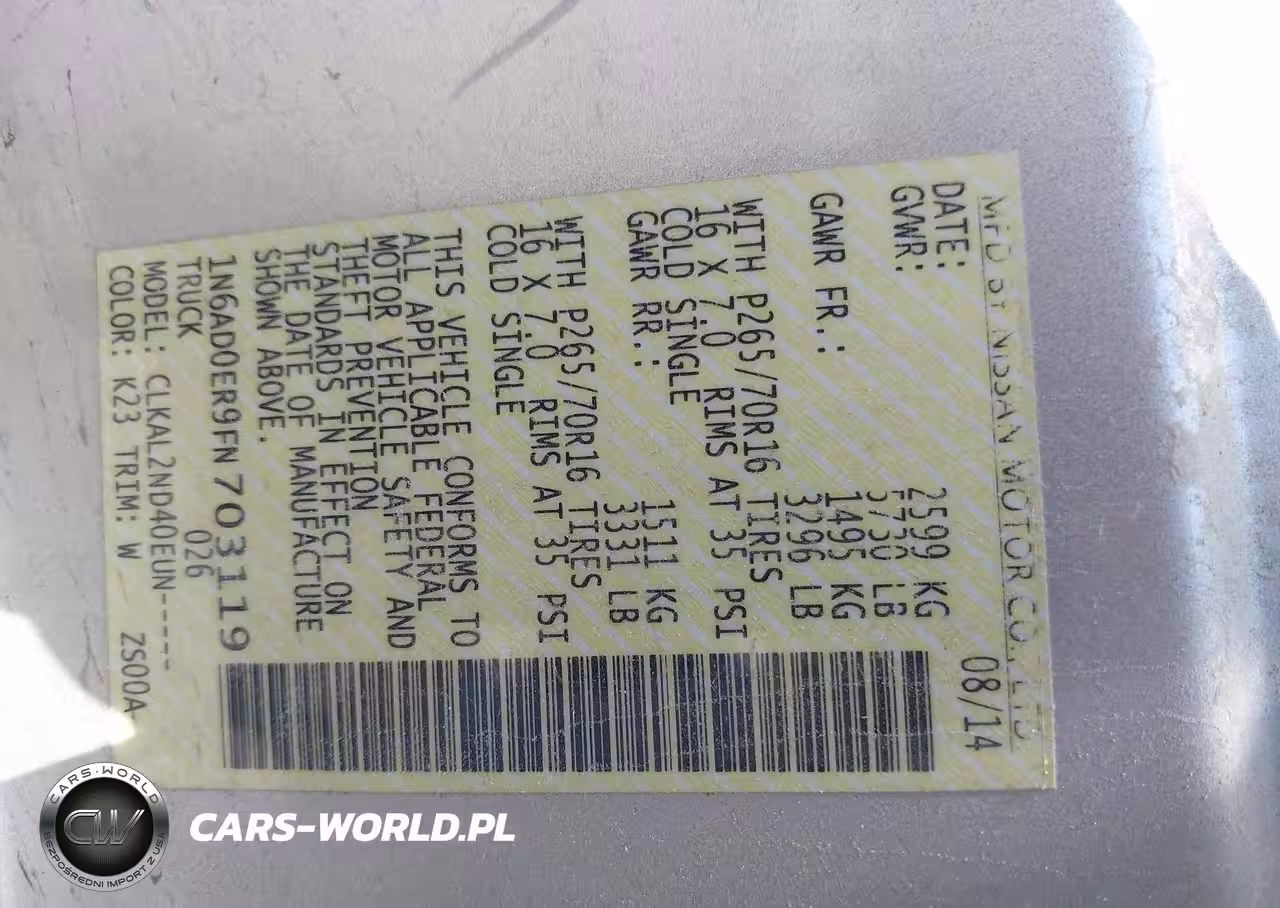 MFD BY NISSAN MOTOR CO., LTD
DATE: 08/14
GVWR: 2599 KG
LB
GAWR FR.: 1495 KG
3296 LB
WITH P265/70R16 TIRES
16 X 7.0 RIMS AT 35 PSI
COLD SINGLE
GAWR RR.: 1511 KG
3331 LB
WITH P265/70R16 TIRES
16 X 7.0 RIMS AT 35 PSI
COLD SINGLE
THIS VEHICLE CONFORMS TO
ALL APPLICABLE FEDERAL
MOTOR VEHICLE SAFETY AND
THEFT PREVENTION
STANDARDS IN EFFECT ON
THE DATE OF MANUFACTURE
SHOWN ABOVE.
1N6AD0ER9FN703119
TRUCK 026
MODEL: CLKAL2ND40EUN-----
COLOR: K23 TRIM: W ZS00A
CARS-WORLD
CW
BEZPOŚREDNI IMPORT Z USA
CARS-WORLD.PL